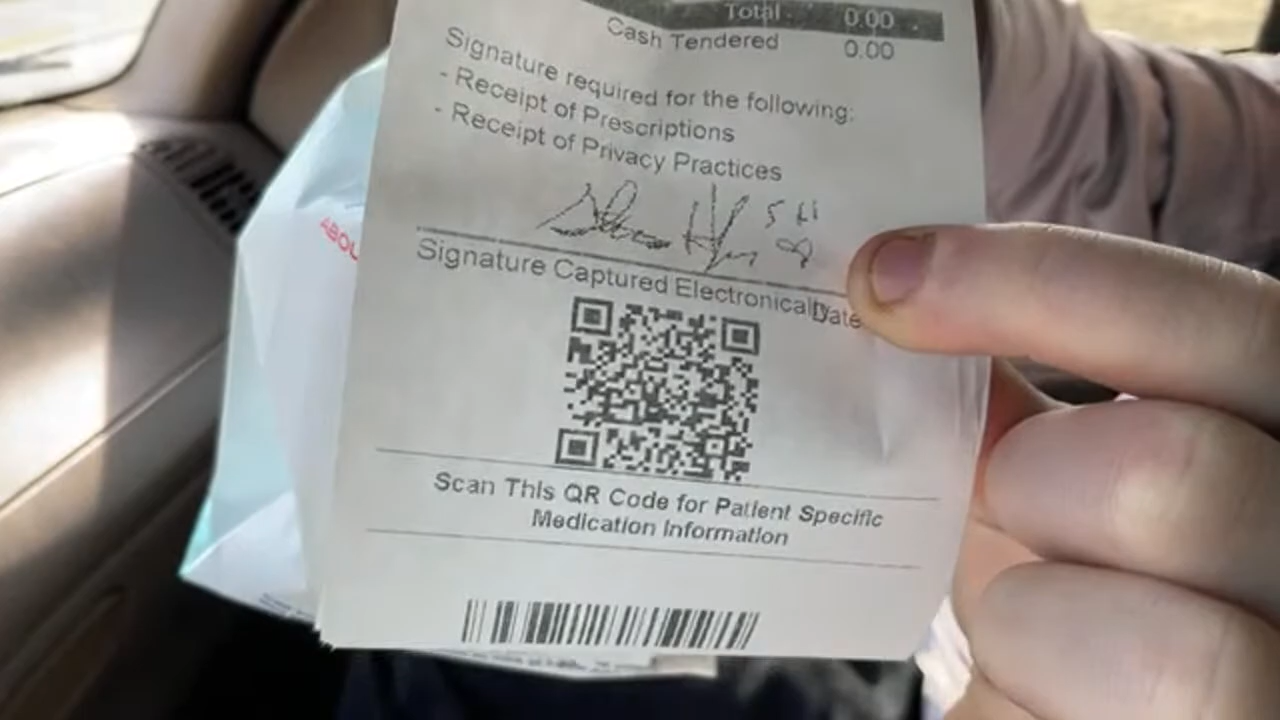 Total 0.00
Cash Tendered 0.00
Signature required for the following:
- Receipt of Prescriptions
- Receipt of Privacy Practices
Signature Captured Electronically Date
Scan This QR Code for Patient Specific
Medication Information